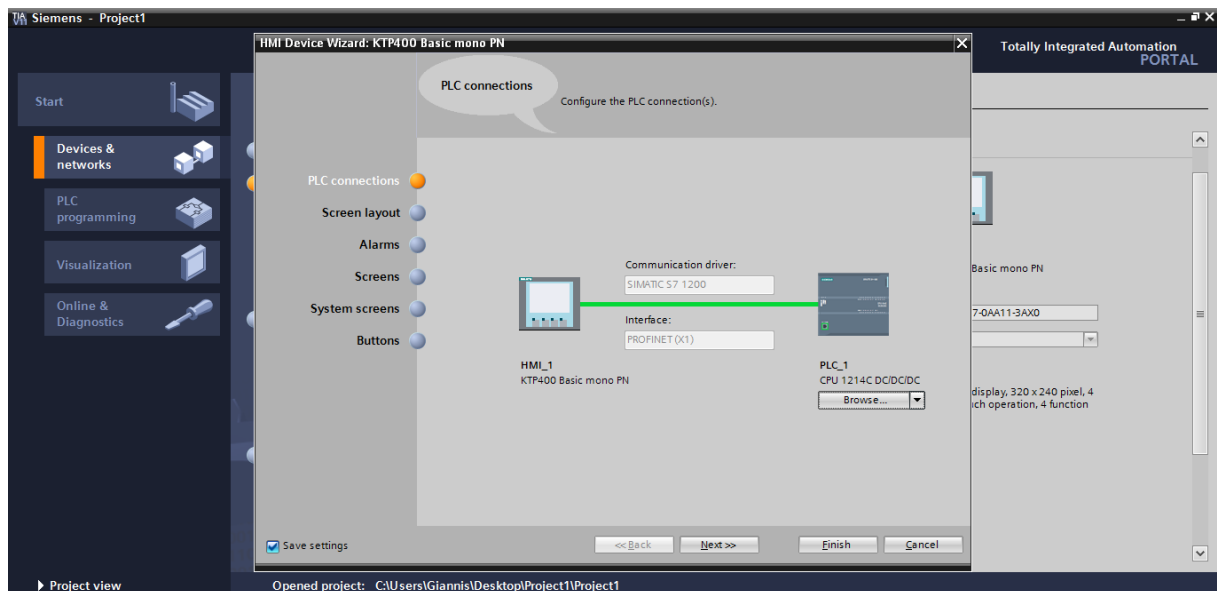 Siemens - Project1
Totally Integrated Automation
PORTAL
HMI Device Wizard: KTP400 Basic mono PN
PLC connections
Configure the PLC connection(s).
Start
Devices &
networks
PLC
programming
Visualization
Online &
Diagnostics
PLC connections
Screen layout
Alarms
Screens
System screens
Buttons
Communication driver:
SIMATIC S7 1200
Interface:
PROFINET (X1)
HMI_1
KTP400 Basic mono PN
PLC_1
CPU 1214C DC/DC/DC
Browse...
Basic mono PN
7-0AA11-3AX0
display, 320 x 240 pixel, 4
operation, 4 function
Save settings
<<Back
Next>>
Finish
Cancel
Project view
Opened project: C:\Users\Giannis\Desktop\Project1\Project1